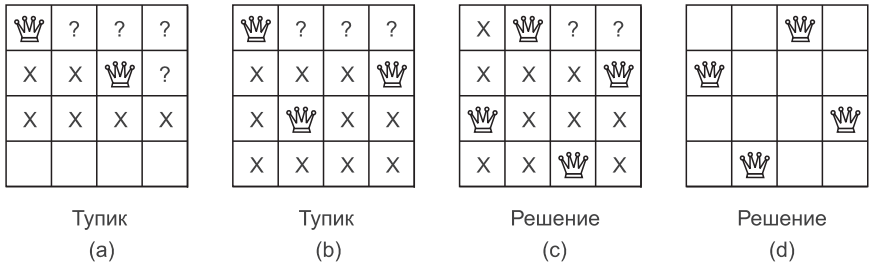 ? ? ? ? ? ? X ? ?
X X ? X X X X X X
X X X X X X X X X X
X X X X X X X
Тупик Тупик Решение Решение
(a) (b) (c) (d)